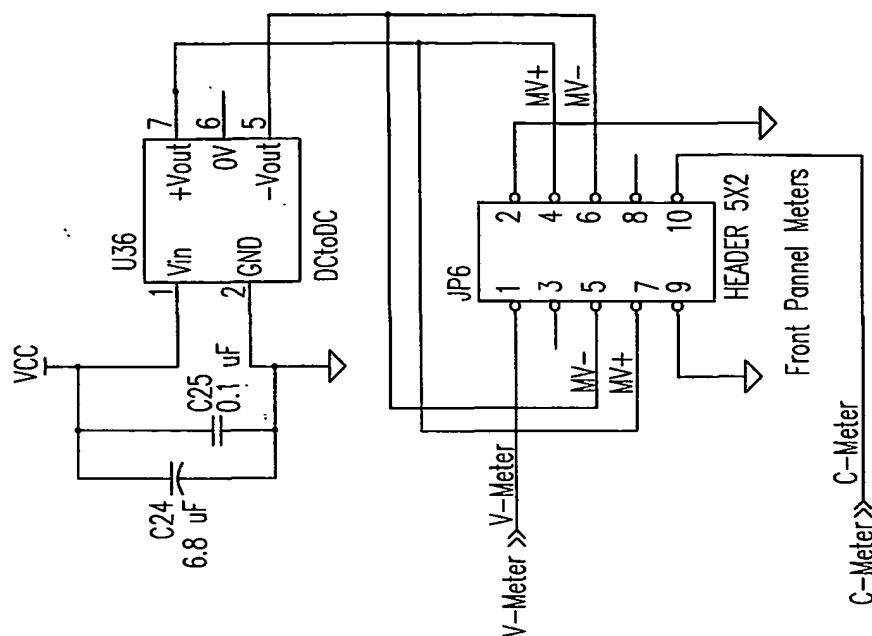 VCC
C24
6.8 uF
C25
0.1 uF
U36
1 Vin
2 GND
+Vout 7
0V 6
-Vout 5
DCtoDC
MV+
MV-
JP6
1 2
3 4
5 6
7 8
9 10
MV-
MV+
HEADER 5X2
Front Pannel Meters
V-Meter
V-Meter
C-Meter
C-Meter